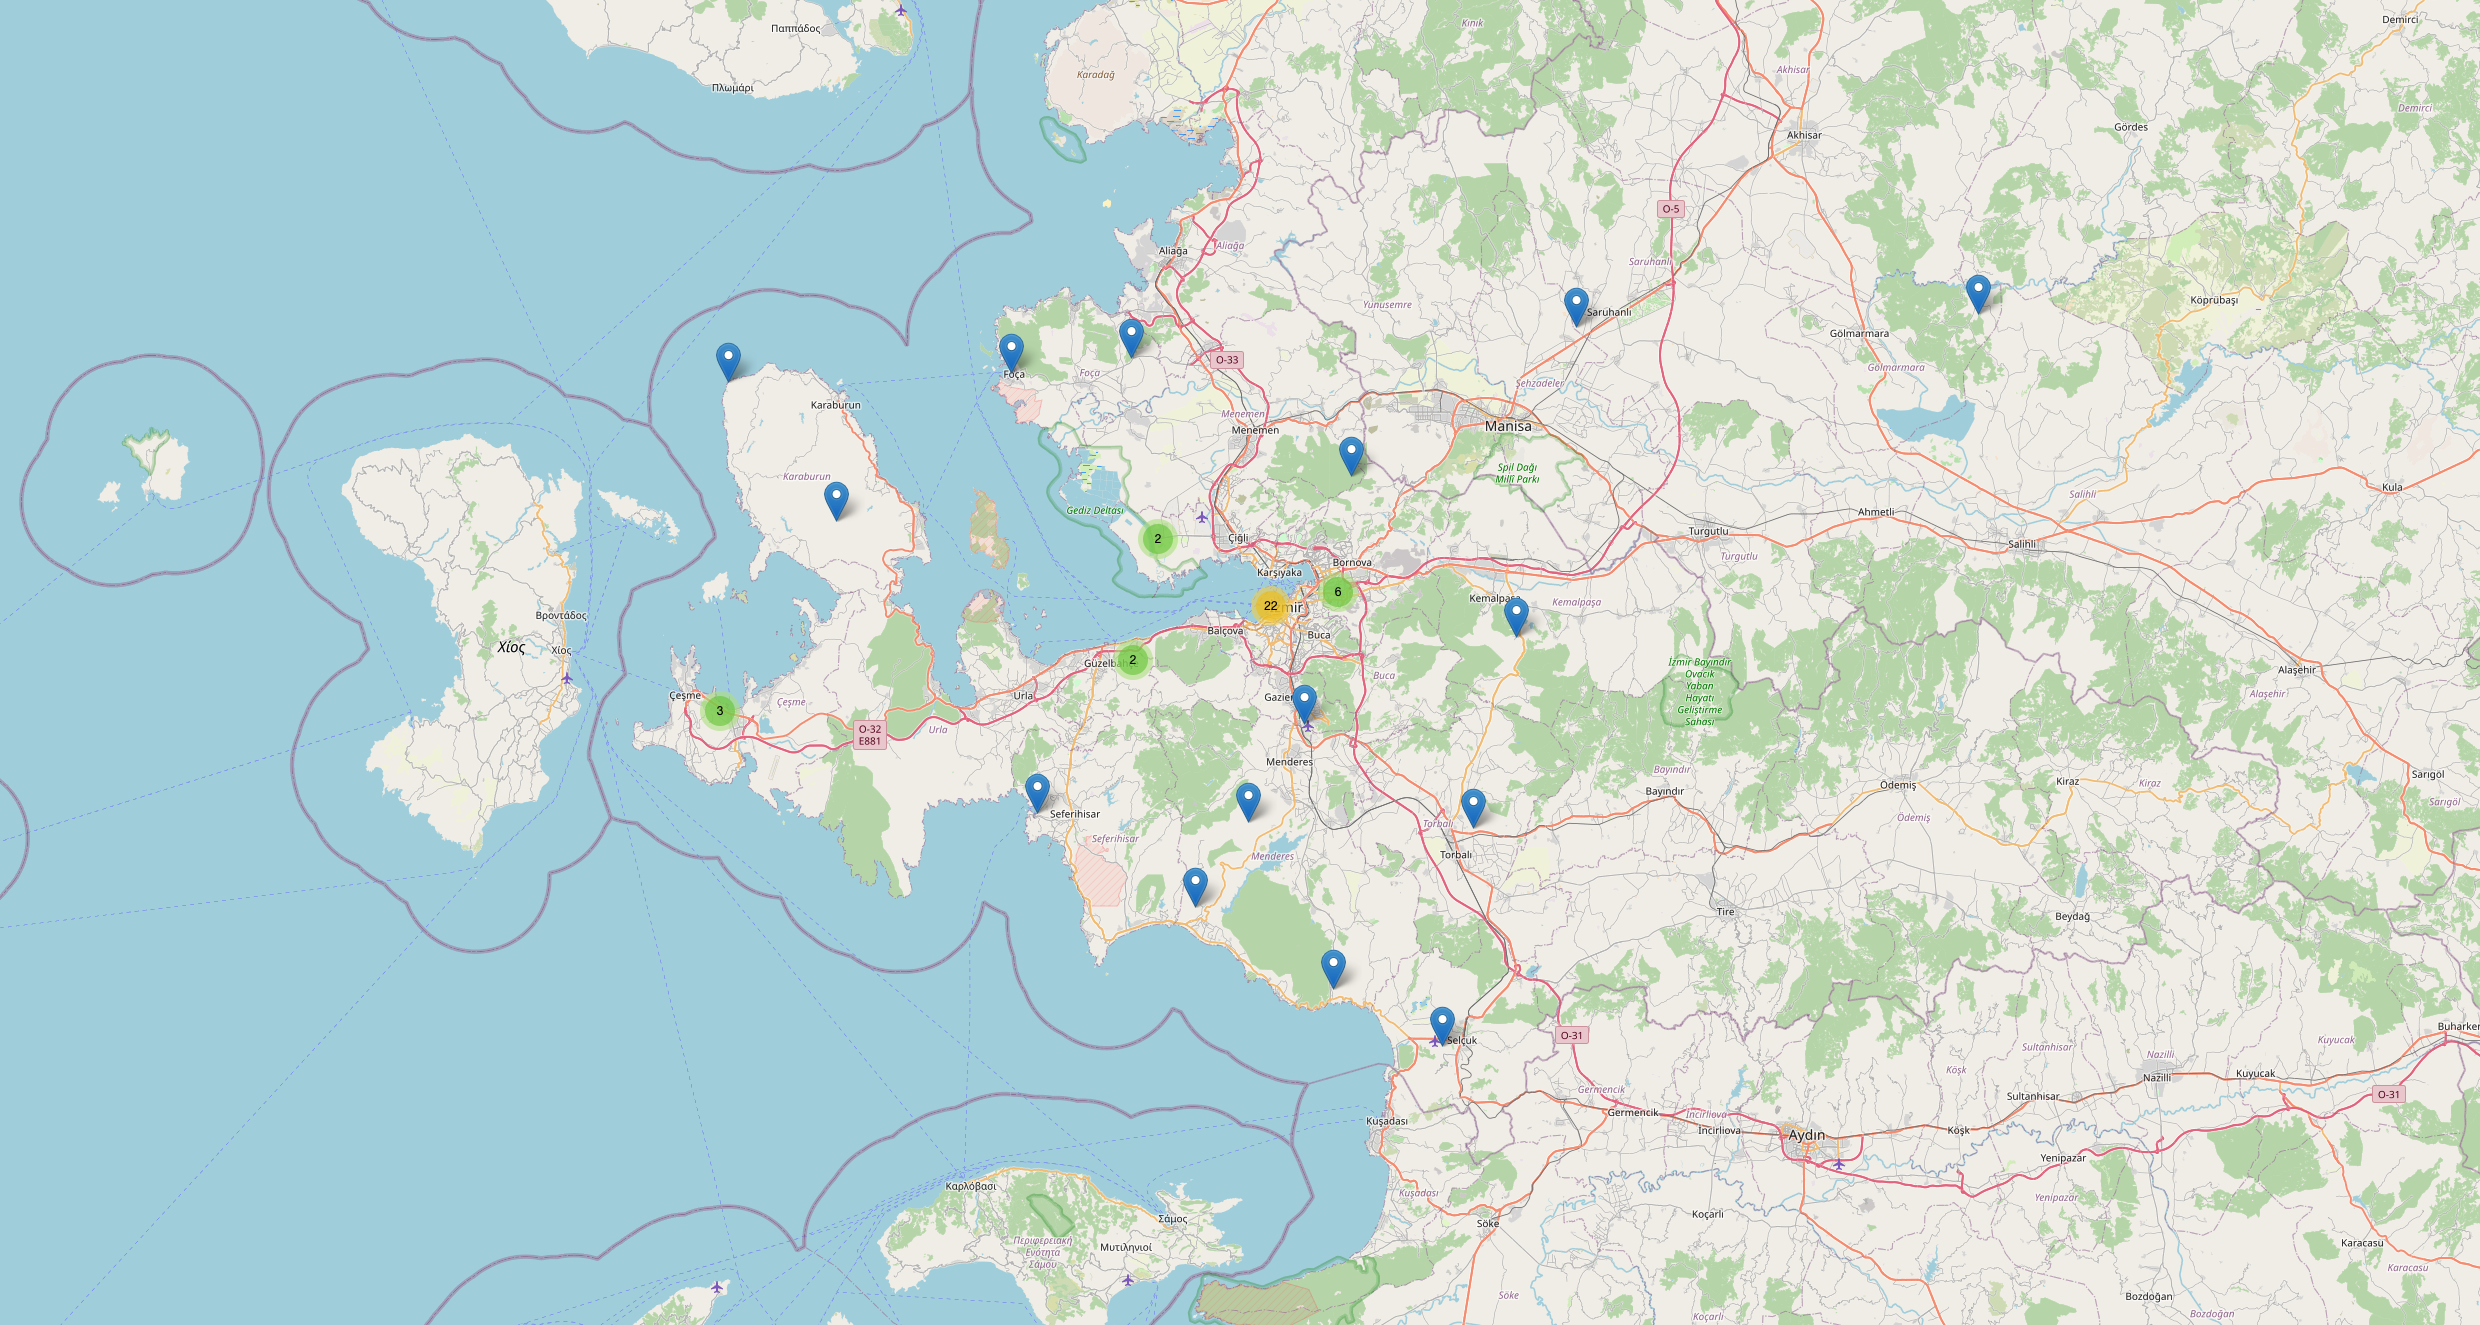 Παππάδος
Πλωμάρι
Karadağ
Kınık
Demirci
Akhisar
Akhisar
Gördes
Demirci
O-5
Aliağa
Aliağa
Saruhanlı
Yunusemre
Saruhanlı
Köprübaşı
Gölmarmara
Gölmarmara
O-33
Foça
Foça
Şehzadeler
Karaburun
Menemen
Menemen
Manisa
Karaburun
Spil Dağı
Milli Parkı
Salihli
Kula
Gediz Deltası
Ahmetli
2
Çiğli
Turgutlu
Turgutlu
Salihli
Bornova
Karşıyaka
6
22
Kemalpaşa
Kemalpaşa
Βροντάδος
Balçova
Buca
Χίος
Χίος
2
Buca
İzmir Bayındır
Ovacık
Yaban
Hayatı
Geliştirme
Sahası
Alaşehir
Alaşehir
Çeşme
Çeşme
3
Urla
Urla
O-32
E881
Menderes
Bayındır
Bayındır
Ödemiş
Ödemiş
Kiraz
Kiraz
Sarıgöl
Sarıgöl
Seferihisar
Seferihisar
Torbalı
Torbalı
Menderes
Tire
Beydağ
Selçuk
O-31
Buharken
Sultanhisar
Kuyucak
Nazilli
Nazilli
Köşk
Kuyucak
Germencik
Germencik
Sultanhisar
O-31
İncirliova
İncirliova
Kuşadası
Aydın
Köşk
Yenipazar
Yenipazar
Καρλόβασι
Kuşadası
Σάμος
Söke
Koçarlı
Περιφερειακή
Ενότητα
Σάμου
Μυτιληνιοί
Karacasu
Karacasu
Söke
Koçarlı
Bozdoğan
Bozdoğan